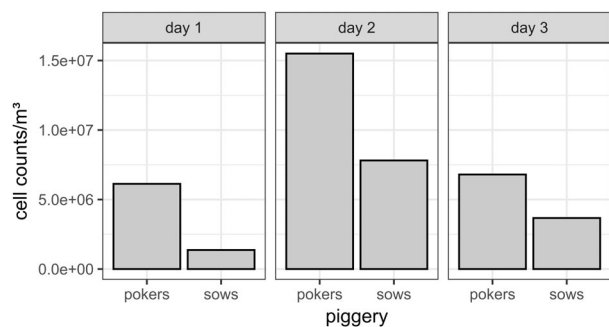 day 1
day 2
day 3
cell counts/m³
1.5e+07
1.0e+07
5.0e+06
0.0e+00
pokers sows pokers sows pokers sows
piggery